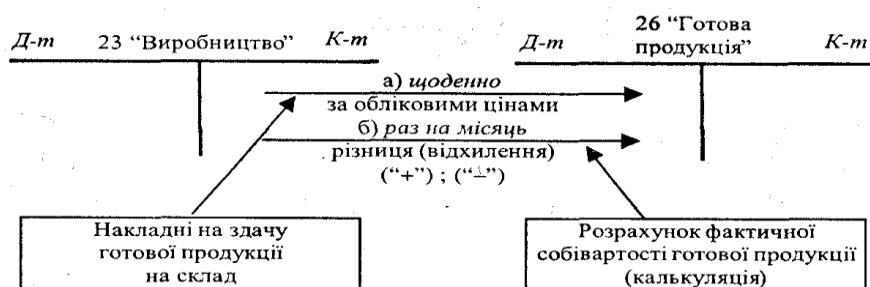 Д-т 23 “Виробництво” К-т
Д-т 26 “Готова продукція” К-т
а) щоденно
за обліковими цінами
б) раз на місяць
різниця (відхилення)
(“+”) ; (“–”)
Накладні на здачу
готової продукції
на склад
Розрахунок фактичної
собівартості готової продукції
(калькуляція)